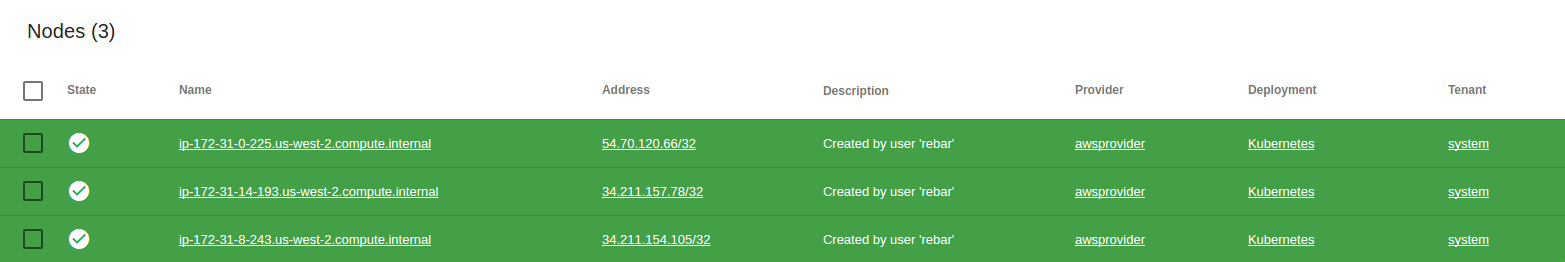 Nodes (3)
State Name Address Description Provider Deployment Tenant
ip-172-31-0-225.us-west-2.compute.internal 54.70.120.66/32 Created by user 'rebar' awsprovider Kubernetes system
ip-172-31-14-193.us-west-2.compute.internal 34.211.157.78/32 Created by user 'rebar' awsprovider Kubernetes system
ip-172-31-8-243.us-west-2.compute.internal 34.211.154.105/32 Created by user 'rebar' awsprovider Kubernetes system